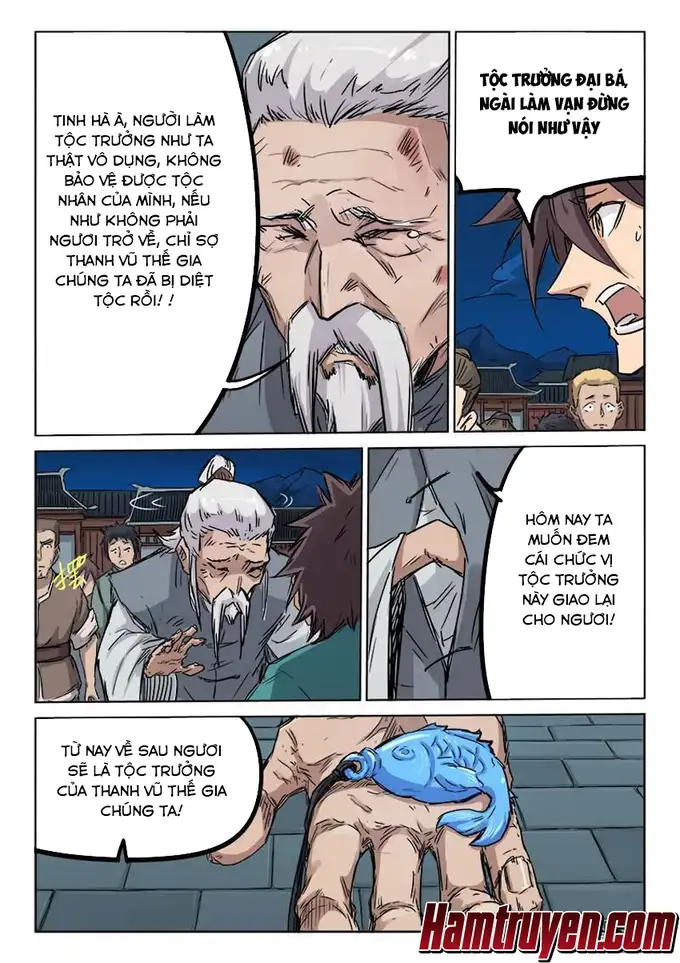 TINH HÀ À, NGƯỜI LÀM
TỘC TRƯỞNG NHƯ TA
THẬT VÔ DỤNG, KHÔNG
BẢO VỆ ĐƯỢC TỘC
NHÂN CỦA MÌNH, NẾU
NHƯ KHÔNG PHẢI
NGƯƠI TRỞ VỀ, CHỈ SỢ
THANH VŨ THẾ GIA
CHÚNG TA ĐÃ BỊ DIỆT
TỘC RỒI! !
TỘC TRƯỞNG ĐẠI BÁ,
NGÀI LÀM VẠN ĐỪNG
NÓI NHƯ VẬY
HÔM NAY TA
MUỐN ĐEM
CÁI CHỨC VỊ
TỘC TRƯỞNG
NÀY GIAO LẠI
CHO NGƯƠI!
TỪ NAY VỀ SAU NGƯƠI
SẼ LÀ TỘC TRƯỞNG
CỦA THANH VŨ THẾ GIA
CHÚNG TA!
Hamtruyen.com